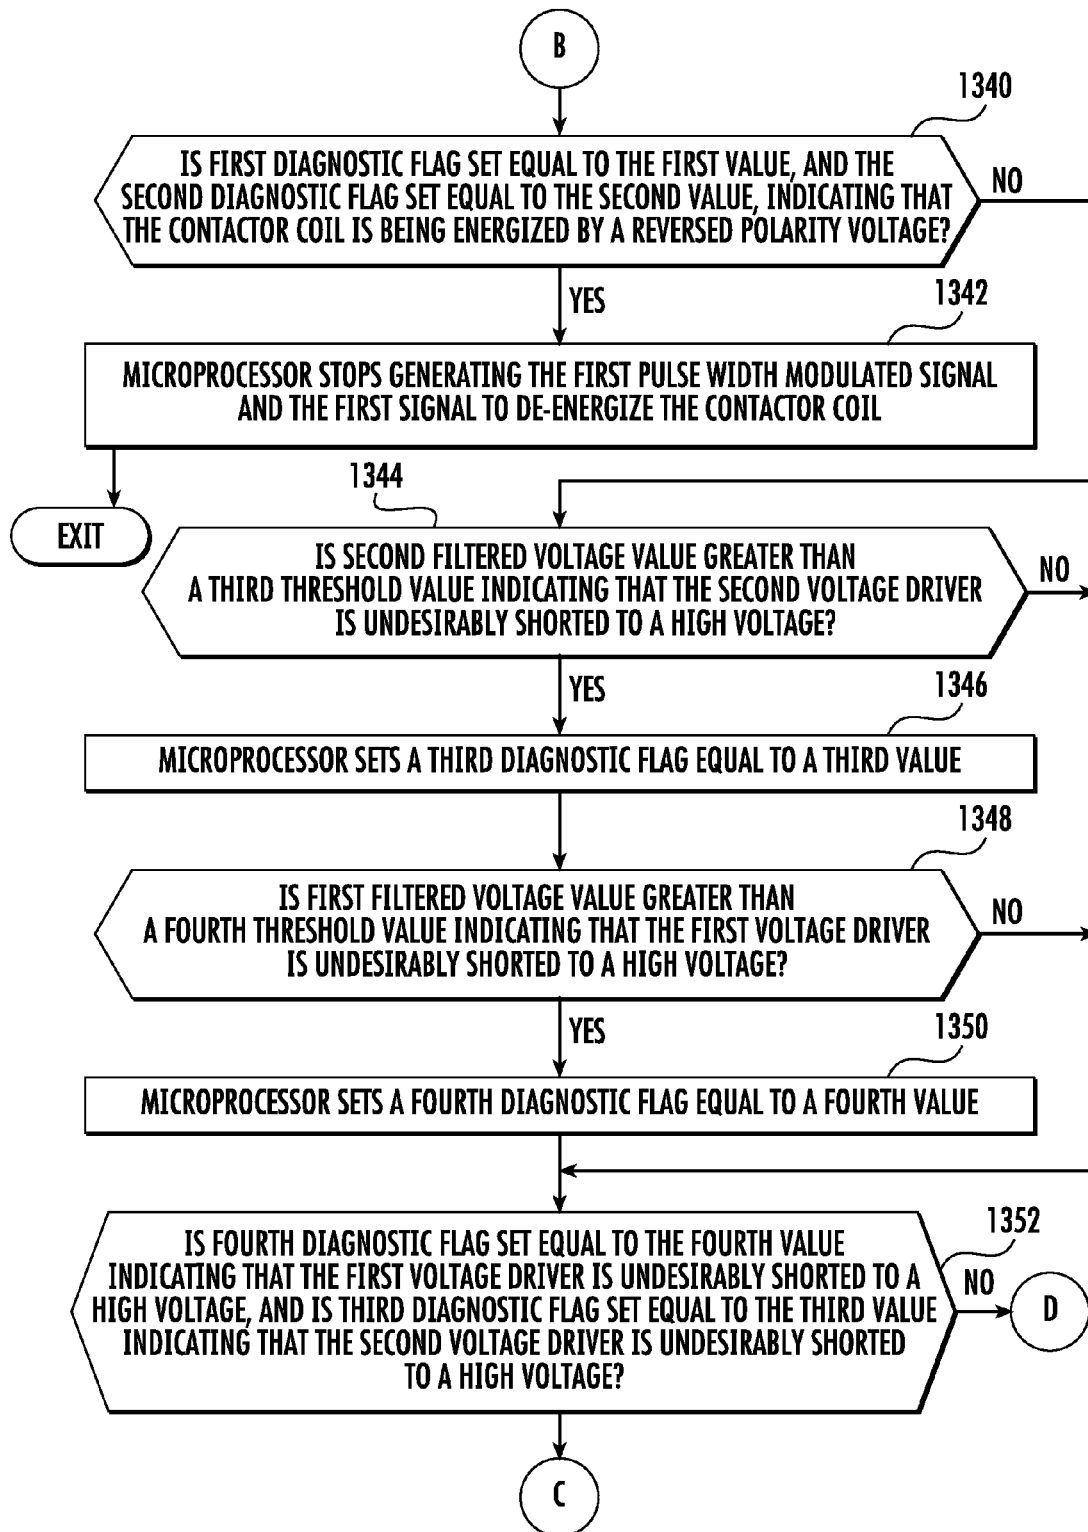 B
1340
IS FIRST DIAGNOSTIC FLAG SET EQUAL TO THE FIRST VALUE, AND THE
SECOND DIAGNOSTIC FLAG SET EQUAL TO THE SECOND VALUE, INDICATING THAT
THE CONTACTOR COIL IS BEING ENERGIZED BY A REVERSED POLARITY VOLTAGE?
NO
YES
1342
MICROPROCESSOR STOPS GENERATING THE FIRST PULSE WIDTH MODULATED SIGNAL
AND THE FIRST SIGNAL TO DE-ENERGIZE THE CONTACTOR COIL
EXIT
1344
IS SECOND FILTERED VOLTAGE VALUE GREATER THAN
A THIRD THRESHOLD VALUE INDICATING THAT THE SECOND VOLTAGE DRIVER
IS UNDESIRABLY SHORTED TO A HIGH VOLTAGE?
NO
YES
1346
MICROPROCESSOR SETS A THIRD DIAGNOSTIC FLAG EQUAL TO A THIRD VALUE
1348
IS FIRST FILTERED VOLTAGE VALUE GREATER THAN
A FOURTH THRESHOLD VALUE INDICATING THAT THE FIRST VOLTAGE DRIVER
IS UNDESIRABLY SHORTED TO A HIGH VOLTAGE?
NO
YES
1350
MICROPROCESSOR SETS A FOURTH DIAGNOSTIC FLAG EQUAL TO A FOURTH VALUE
1352
IS FOURTH DIAGNOSTIC FLAG SET EQUAL TO THE FOURTH VALUE
INDICATING THAT THE FIRST VOLTAGE DRIVER IS UNDESIRABLY SHORTED TO A
HIGH VOLTAGE, AND IS THIRD DIAGNOSTIC FLAG SET EQUAL TO THE THIRD VALUE
INDICATING THAT THE SECOND VOLTAGE DRIVER IS UNDESIRABLY SHORTED
TO A HIGH VOLTAGE?
NO
D
C